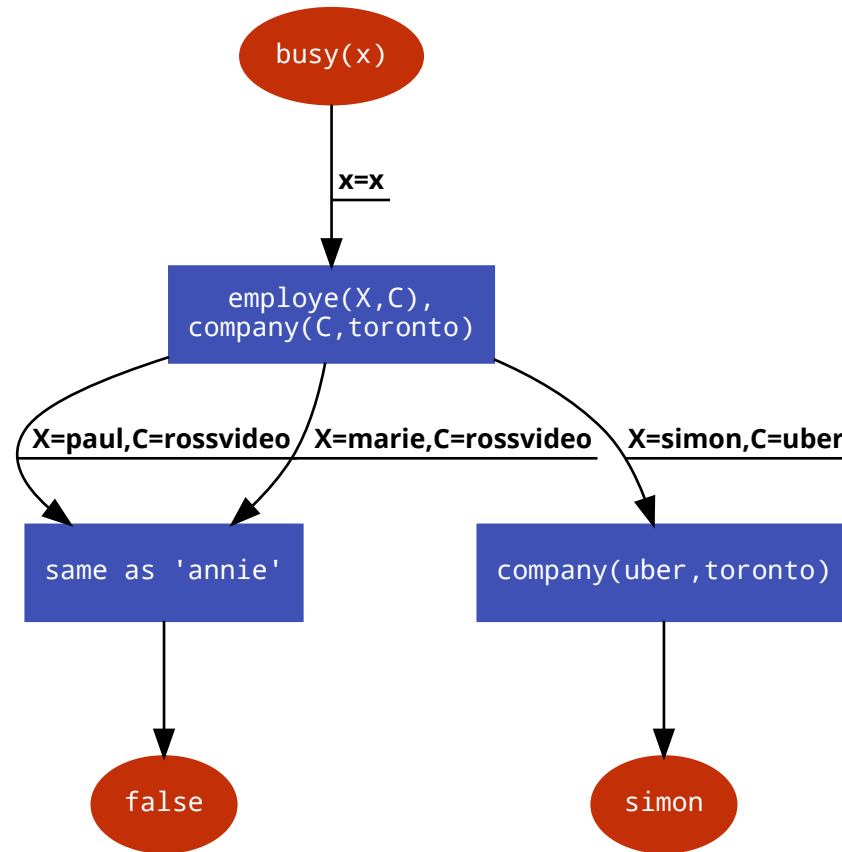 busy(x)
x=x
employe(X,C),
company(C,toronto)
X=paul,C=rossvideo
X=marie,C=rossvideo
X=simon,C=uber
same as 'annie'
company(uber,toronto)
false
simon